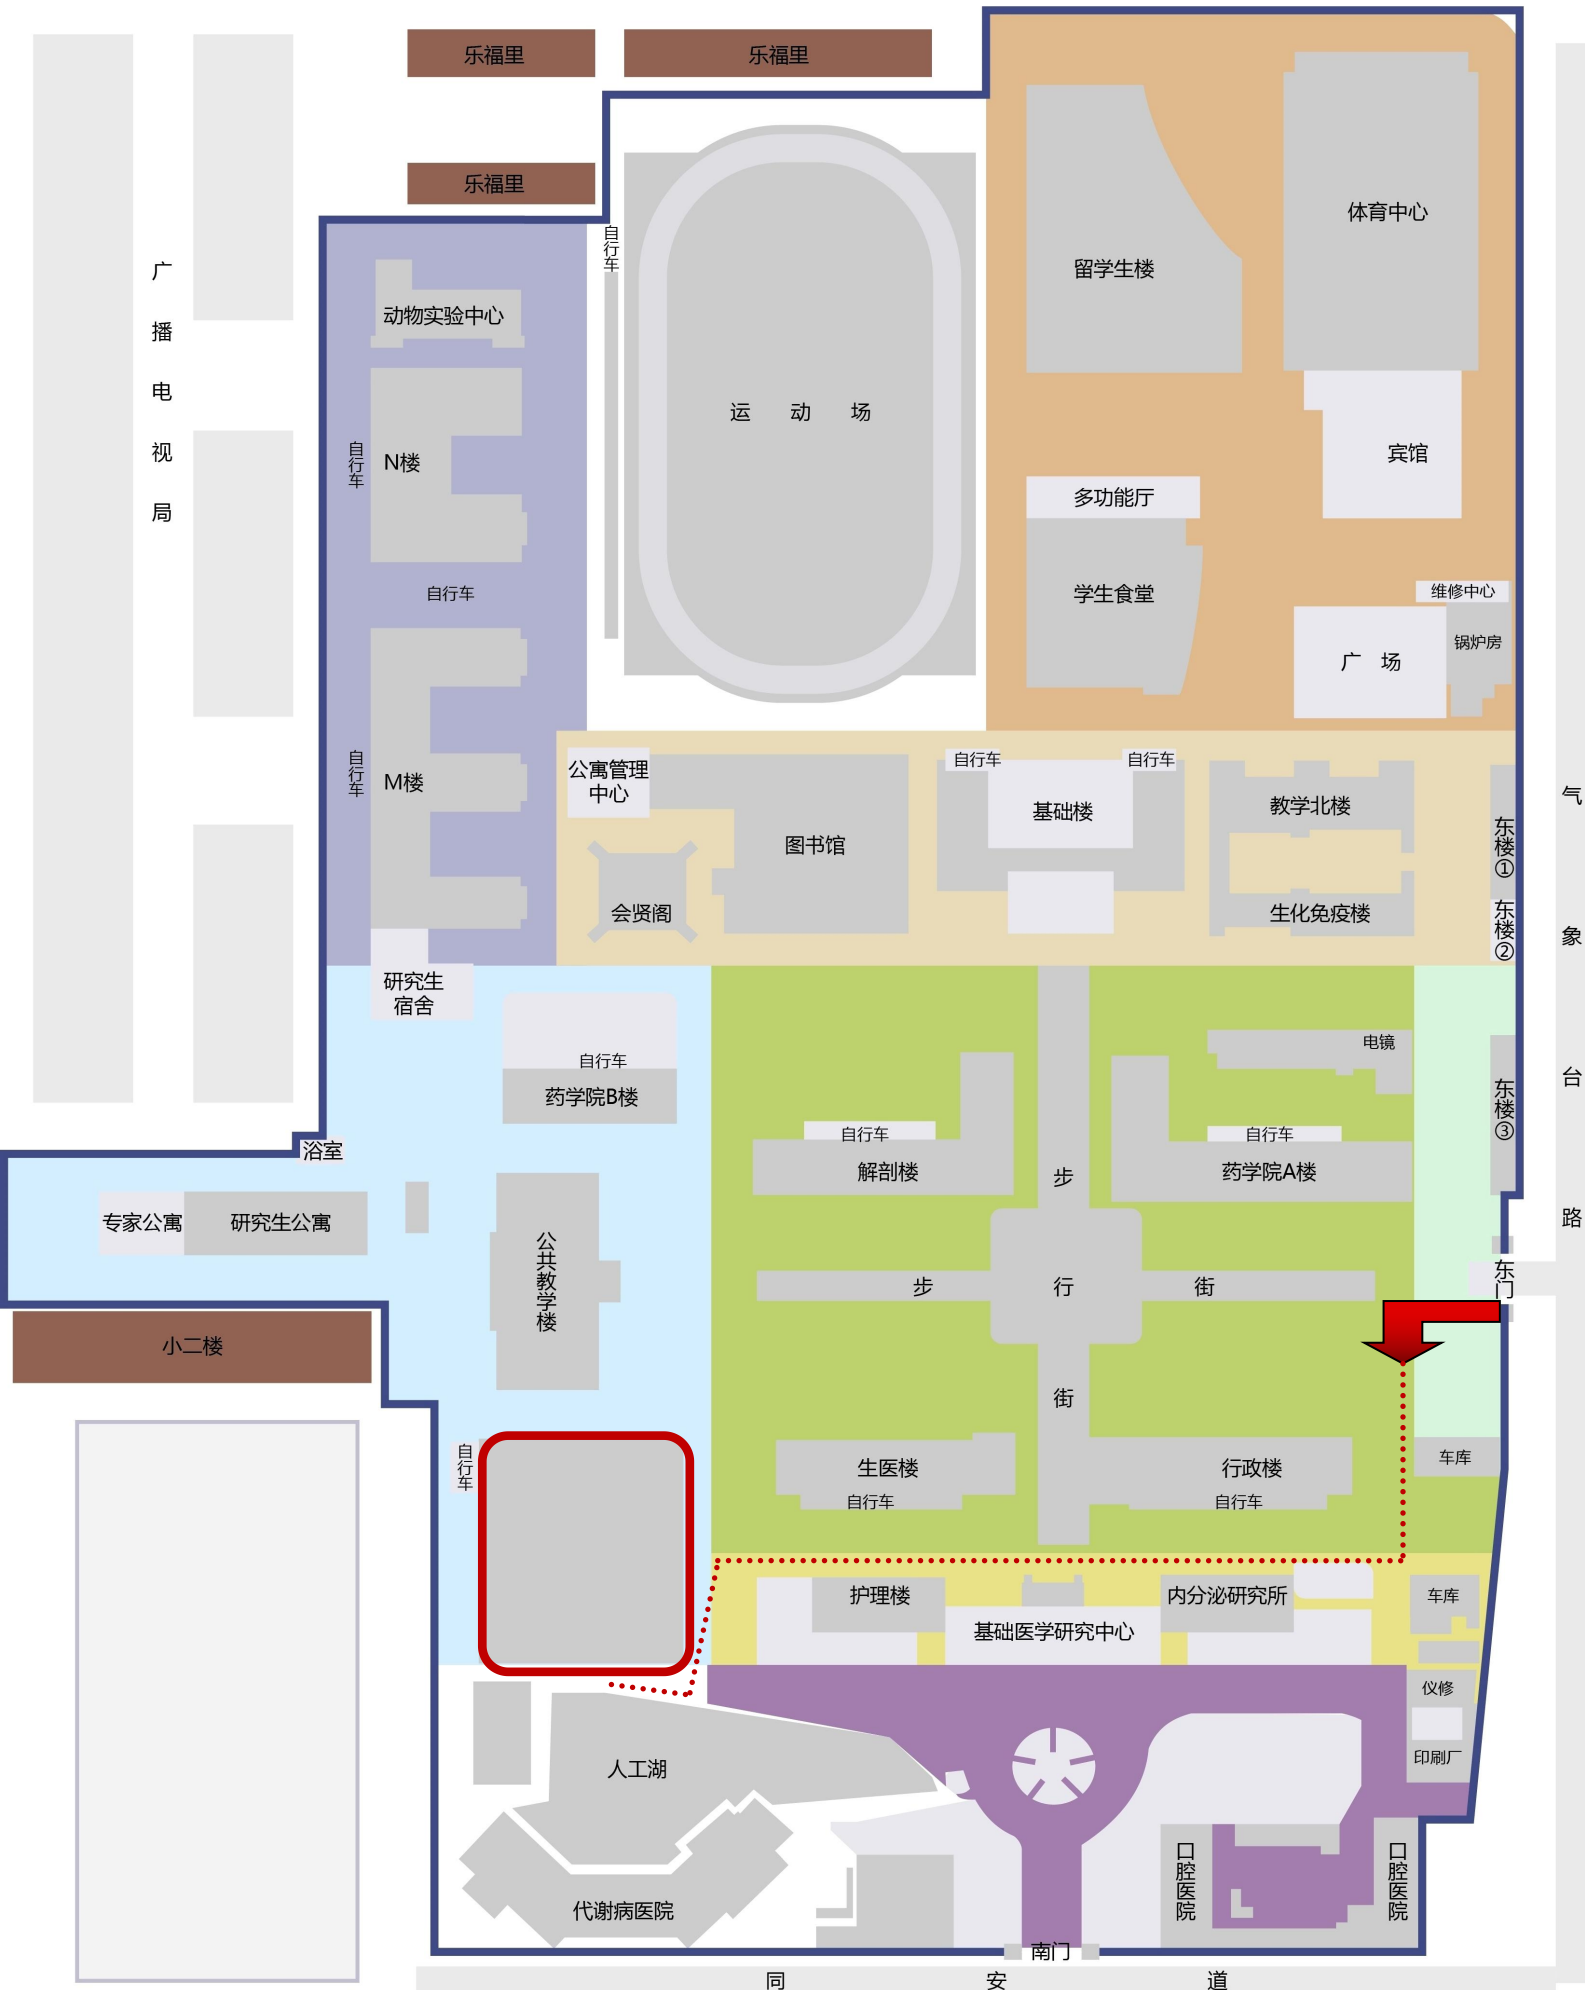 乐福里
乐福里
乐福里
体育中心
留学生楼
自行车
广播电视局
动物实验中心
运动场
自行车
N楼
宾馆
多功能厅
学生食堂
自行车
维修中心
锅炉房
广场
自行车
M楼
公寓管理
中心
自行车
自行车
基础楼
教学北楼
气象台路
东楼①
图书馆
会贤阁
生化免疫楼
东楼②
研究生
宿舍
自行车
药学院B楼
电镜
东楼③
自行车
解剖楼
自行车
药学院A楼
浴室
专家公寓
研究生公寓
公共教学楼
步行街
步行街
东门
小二楼
自行车
生医楼
自行车
行政楼
自行车
车库
护理楼
基础医学研究中心
内分泌研究所
车库
仪修
印刷厂
人工湖
代谢病医院
口腔医院
口腔医院
南门
同安道